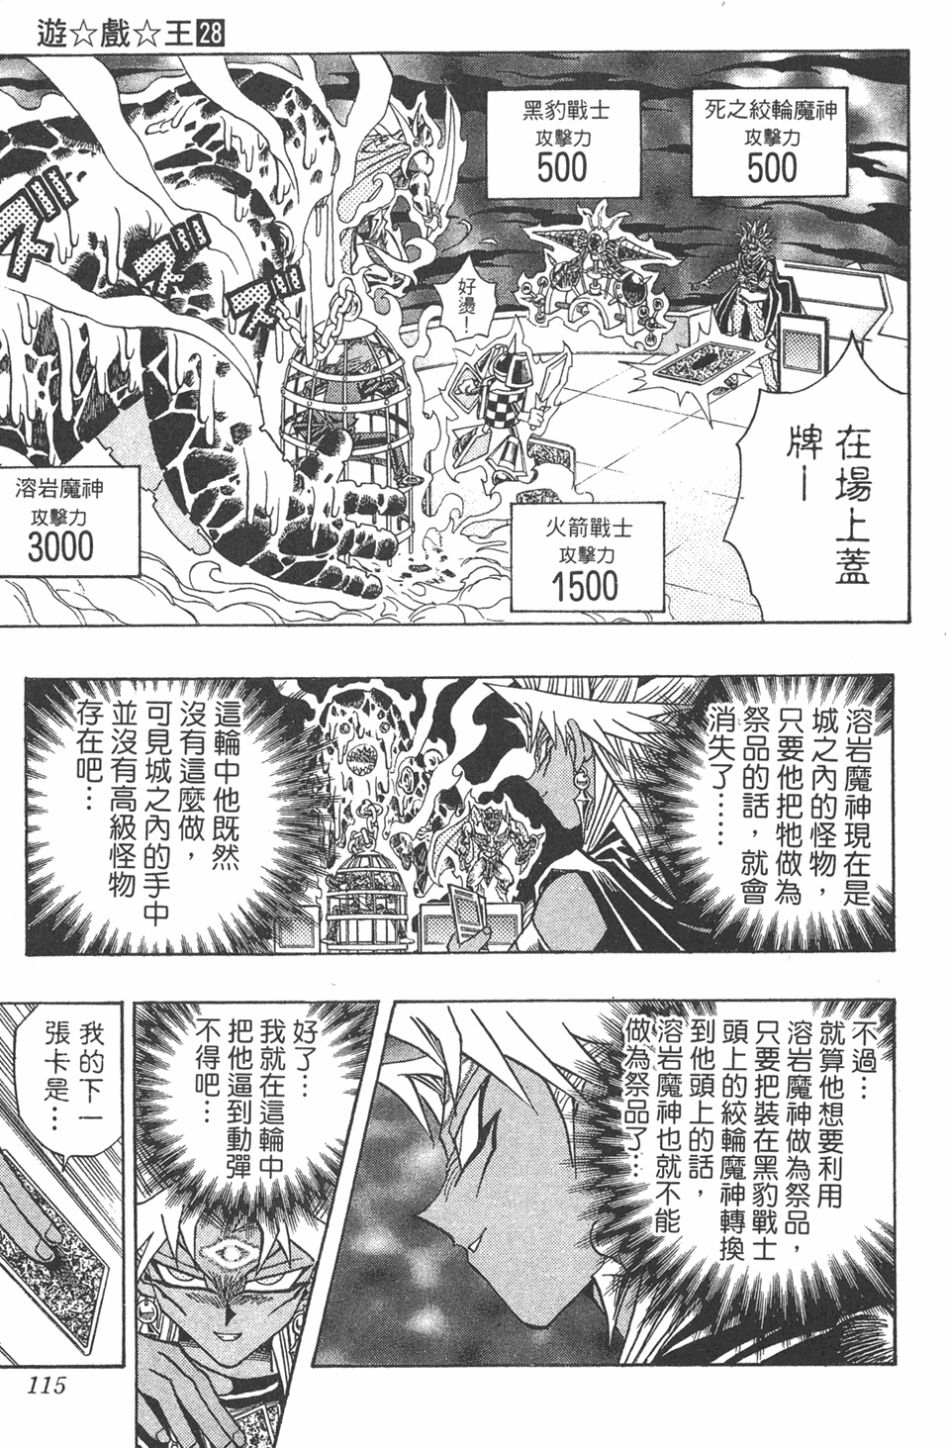 遊☆戲☆王28
死之絞輪魔神
攻擊力
500
黑豹戰士
攻擊力
500
在場上蓋
牌—
好燙！
火箭戰士
攻擊力
1500
溶岩魔神
攻擊力
3000
ズズズ
溶岩魔神現在是
城之內的怪物，
只要他把牠做為
祭品的話，就會
消失了……
這輪中他既然
沒有這麼做，
可見城之內的手中
並沒有高級怪物
存在吧…
不過…
就算他想要利用
溶岩魔神做為祭品，
只要把裝在黑豹戰士
頭上的絞輪魔神轉換
到他頭上的話，
溶岩魔神也就不能
做為祭品了…
好了…
我就在這輪中
把他逼到動彈
不得吧…
我的下一
張卡是…
115